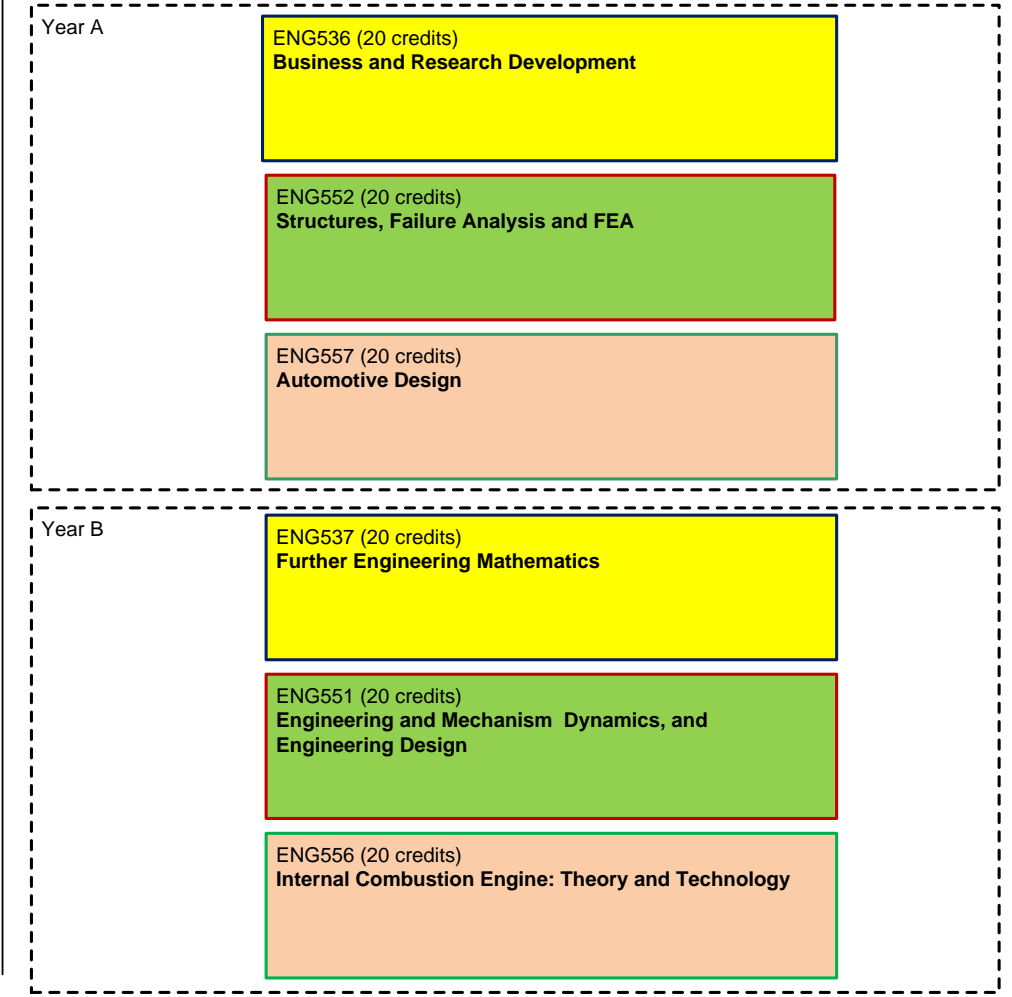 Year A
ENG536 (20 credits)
Business and Research Development
ENG552 (20 credits)
Structures, Failure Analysis and FEA
ENG557 (20 credits)
Automotive Design
Year B
ENG537 (20 credits)
Further Engineering Mathematics
ENG551 (20 credits)
Engineering and Mechanism  Dynamics, and
Engineering Design
ENG556 (20 credits)
Internal Combustion Engine: Theory and Technology